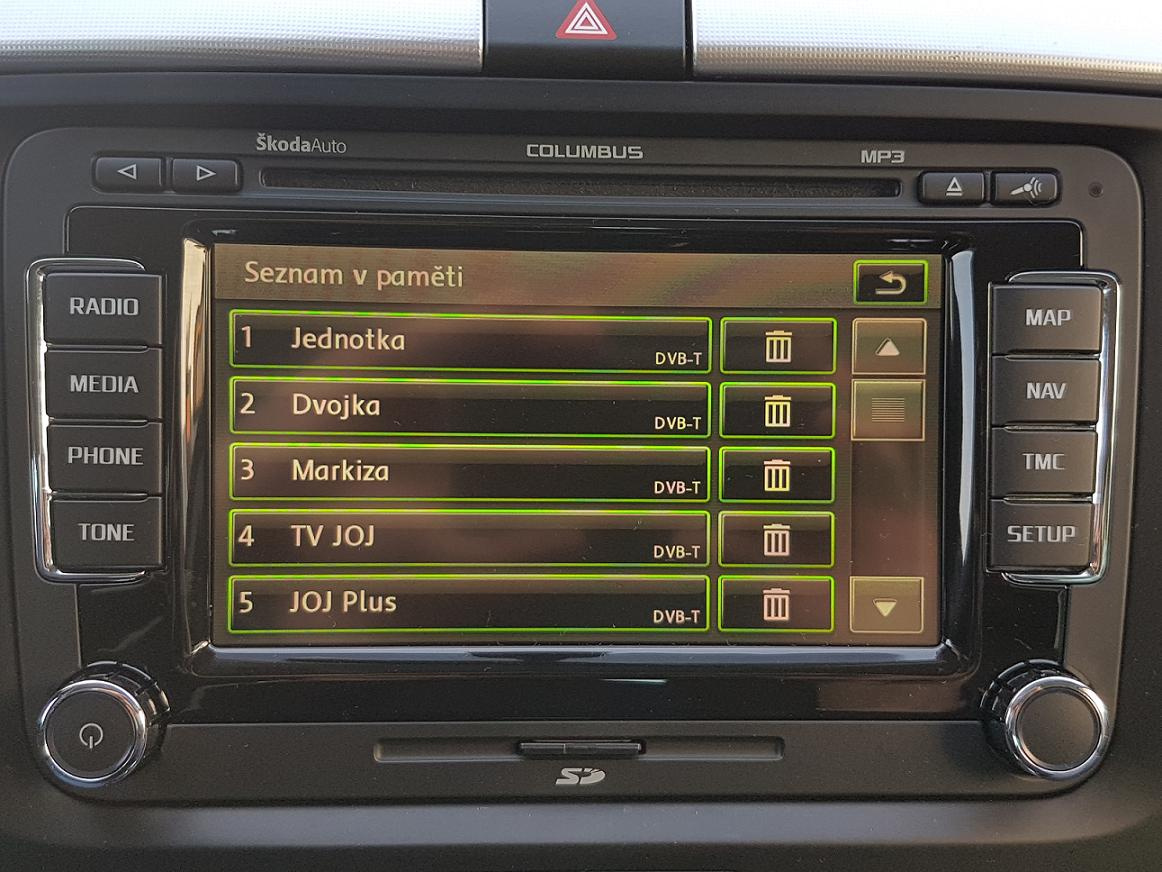 ŠkodaAuto
COLUMBUS
MP3
RADIO
MEDIA
PHONE
TONE
Seznam v paměti
1 Jednotka DVB-T
2 Dvojka DVB-T
3 Markiza DVB-T
4 TV JOJ DVB-T
5 JOJ Plus DVB-T
MAP
NAV
TMC
SETUP
SD